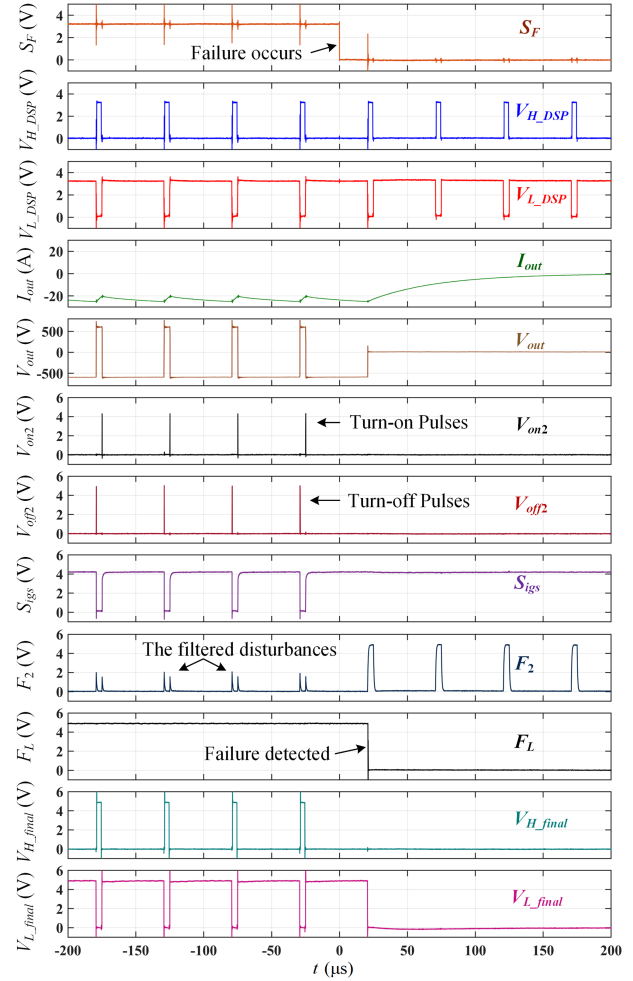 S_F (V)
4
2
0
S_F
Failure occurs
V_H_DSP (V)
4
2
0
V_H_DSP
V_L_DSP (V)
4
2
0
V_L_DSP
I_out (A)
20
0
-20
I_out
V_out (V)
500
0
-500
V_out
V_on2 (V)
6
4
2
0
Turn-on Pulses
V_on2
V_off2 (V)
6
4
2
0
Turn-off Pulses
V_off2
S_igs (V)
6
4
2
0
S_igs
F_2 (V)
6
4
2
0
The filtered disturbances
F_2
F_L (V)
6
4
2
0
Failure detected
F_L
V_H_final (V)
6
4
2
0
V_H_final
V_L_final (V)
4
2
0
V_L_final
-200 -150 -100 -50 0 50 100 150 200
t (μs)